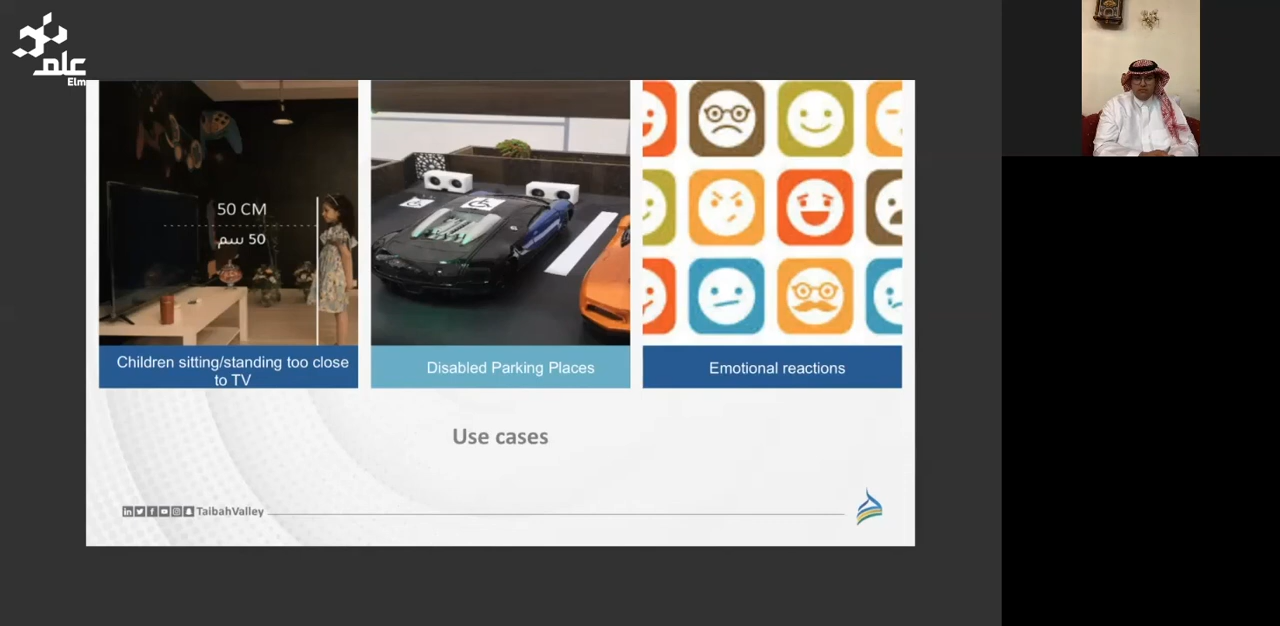 علم
Elm
50 CM
50 سم
Children sitting/standing too close
to TV
Disabled Parking Places
Emotional reactions
Use cases
TaibahValley